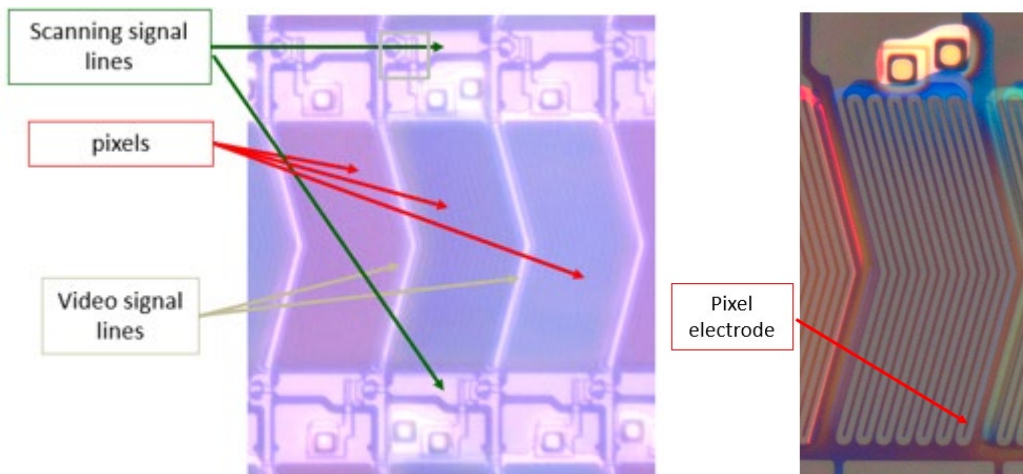 Scanning signal
lines
pixels
Video signal
lines
Pixel
electrode